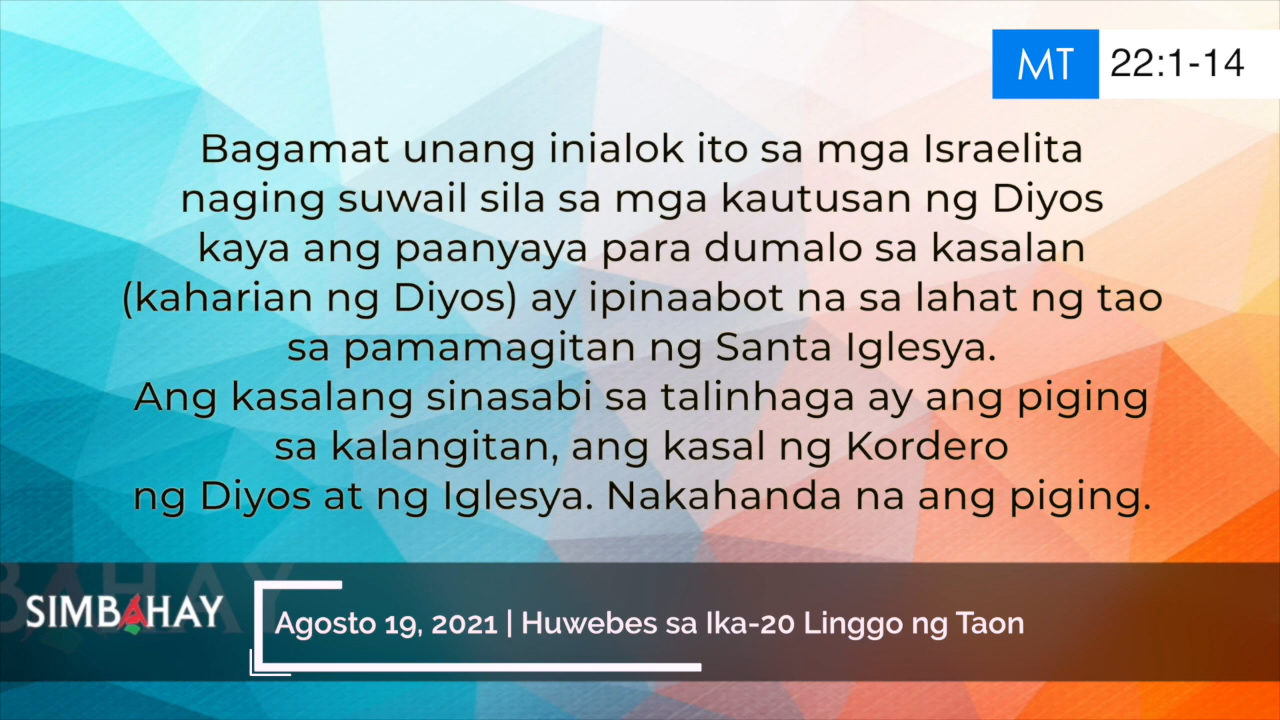 MT 22:1-14
Bagamat unang inialok ito sa mga Israelita
naging suwail sila sa mga kautusan ng Diyos
kaya ang paanyaya para dumalo sa kasalan
(kaharian ng Diyos) ay ipinaabot na sa lahat ng tao
sa pamamagitan ng Santa Iglesya.
Ang kasalang sinasabi sa talinhaga ay ang piging
sa kalangitan, ang kasal ng Kordero
ng Diyos at ng Iglesya. Nakahanda na ang piging.
SIMBAHAY
Agosto 19, 2021 | Huwebes sa Ika-20 Linggo ng Taon